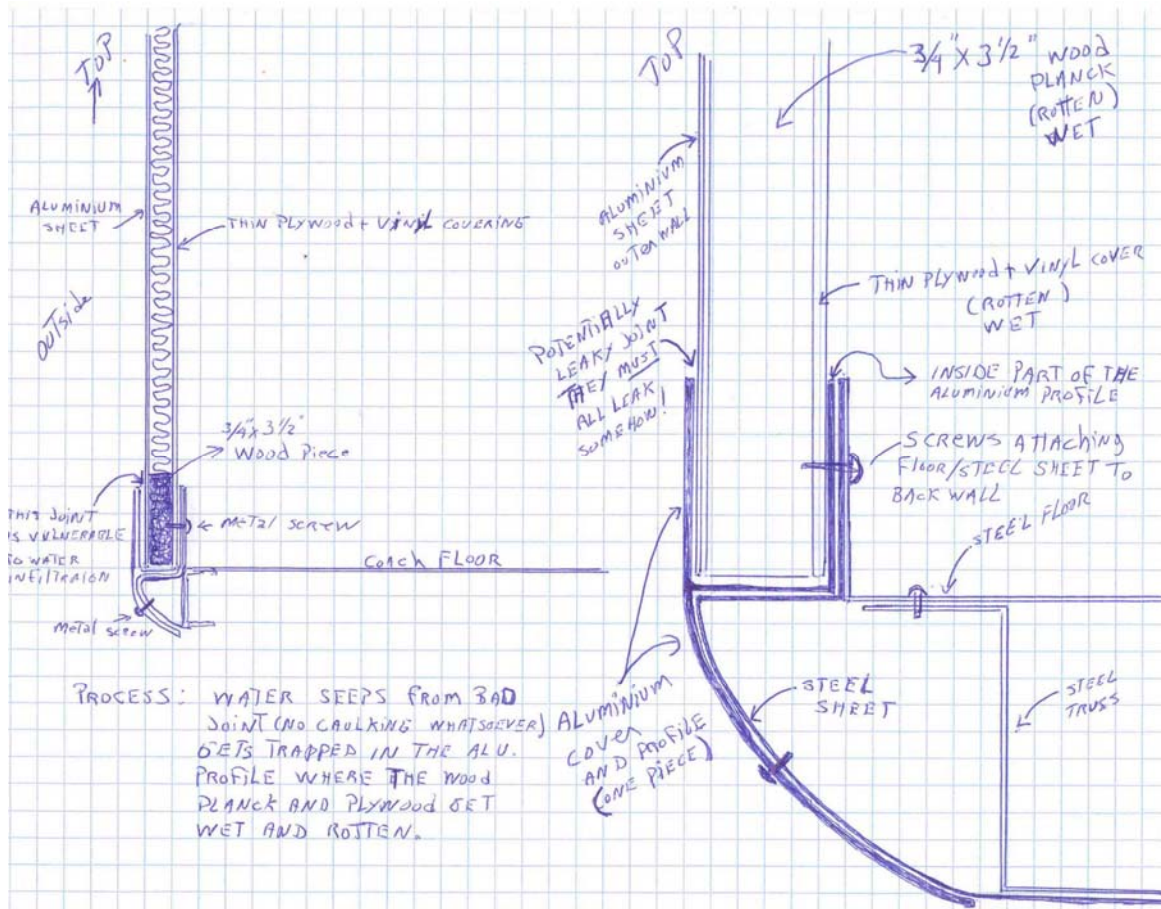 TOP
ALUMINIUM
SHEET
THIN PLYWOOD + VINYL COVERING
OUTSIDE
3/4" X 3 1/2"
WOOD PIECE
THIS JOINT
IS VULNERABLE
TO WATER
INFILTRAION
METAL SCREW
COACH FLOOR
METAL SCREW
PROCESS: WATER SEEPS FROM BAD
JOINT (NO CAULKING WHATSOEVER)
GETS TRAPPED IN THE ALU.
PROFILE WHERE THE WOOD
PLANCK AND PLYWOOD GET
WET AND ROTTEN.
TOP
3/4" X 3 1/2" WOOD
PLANCK
(ROTTEN)
WET
ALUMINIUM
SHEET
OUTER WALL
THIN PLYWOOD + VINYL COVER
(ROTTEN)
WET
POTENTIALLY
LEAKY JOINT
THEY MUST
ALL LEAK
SOMEHOW!
INSIDE PART OF THE
ALUMINIUM PROFILE
SCREWS ATTACHING
FLOOR/STEEL SHEET TO
BACK WALL
STEEL FLOOR
ALUMINIUM
COVER
AND PROFILE
(ONE PIECE)
STEEL
SHEET
STEEL
TRUSS